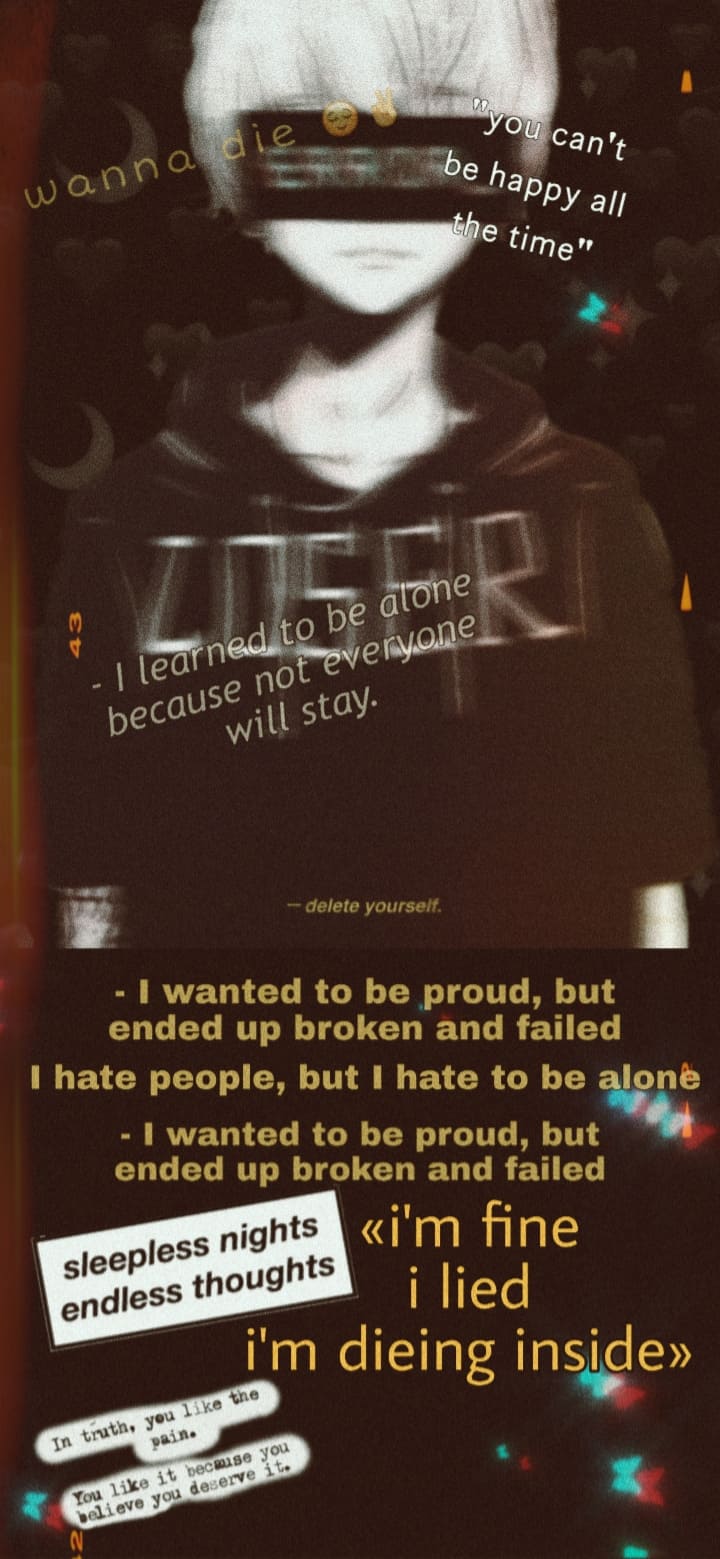 wanna die 😌✌
"you can't
be happy all
the time"
- I learned to be alone
because not everyone
will stay.
43
— delete yourself.
- I wanted to be proud, but
ended up broken and failed
I hate people, but I hate to be alone
- I wanted to be proud, but
ended up broken and failed
sleepless nights
endless thoughts
«i'm fine
i lied
i'm dieing inside»
In truth, you like the
pain.
You like it because you
believe you deserve it.